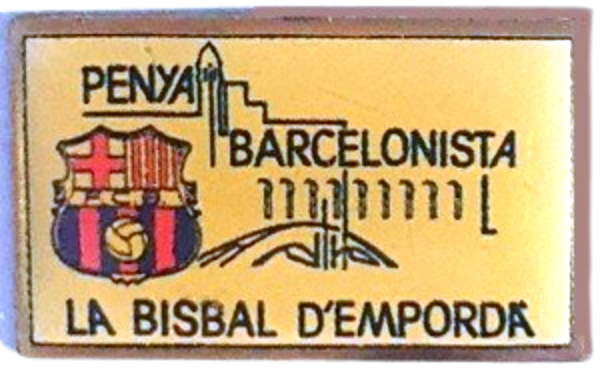 PENYA
BARCELONISTA
LA BISBAL D'EMPORDÀ